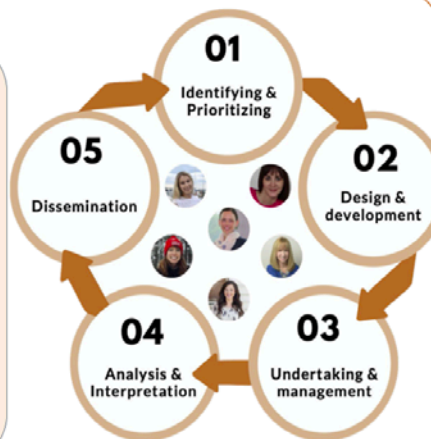 01
Identifying &
Prioritizing
02
Design &
development
03
Undertaking &
management
04
Analysis &
Interpretation
05
Dissemination